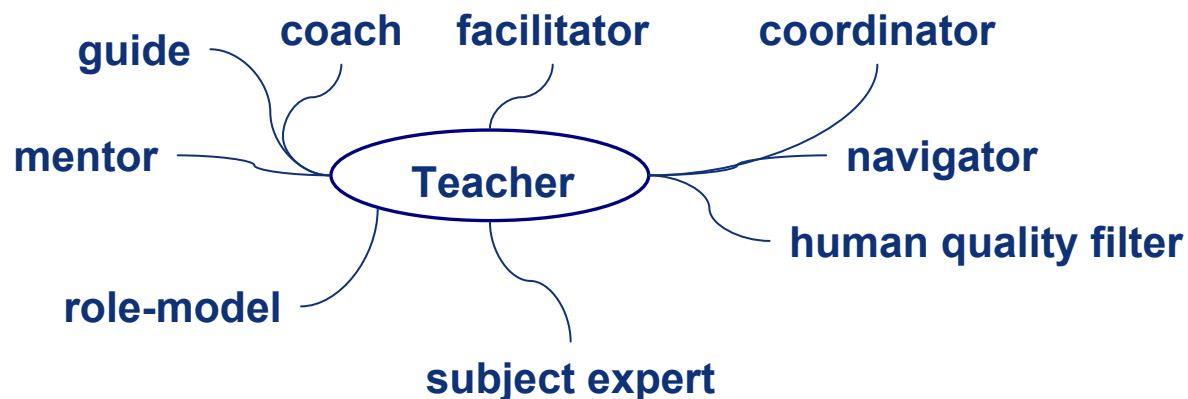 coach
facilitator
coordinator
guide
mentor
Teacher
navigator
human quality filter
role-model
subject expert